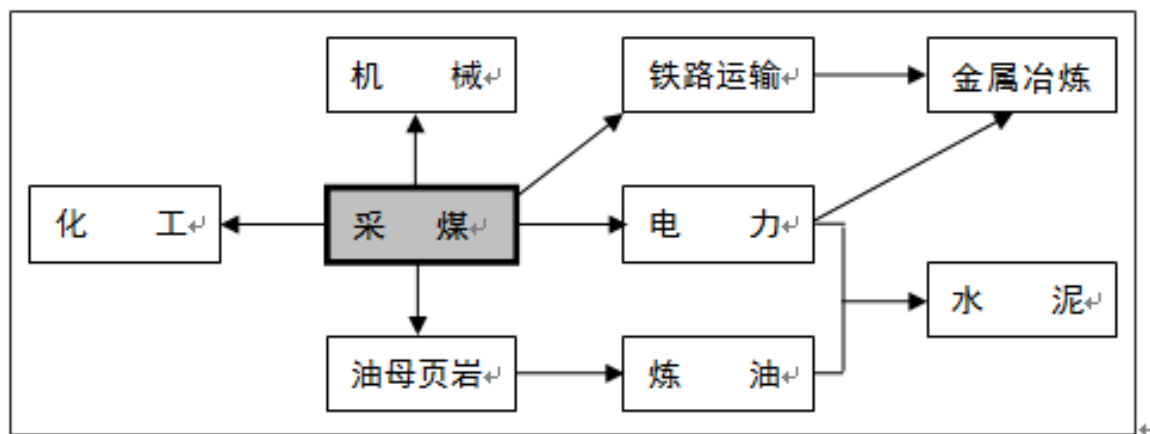 机 械
铁路运输
金属冶炼
化 工
采 煤
电 力
水 泥
油母页岩
炼 油